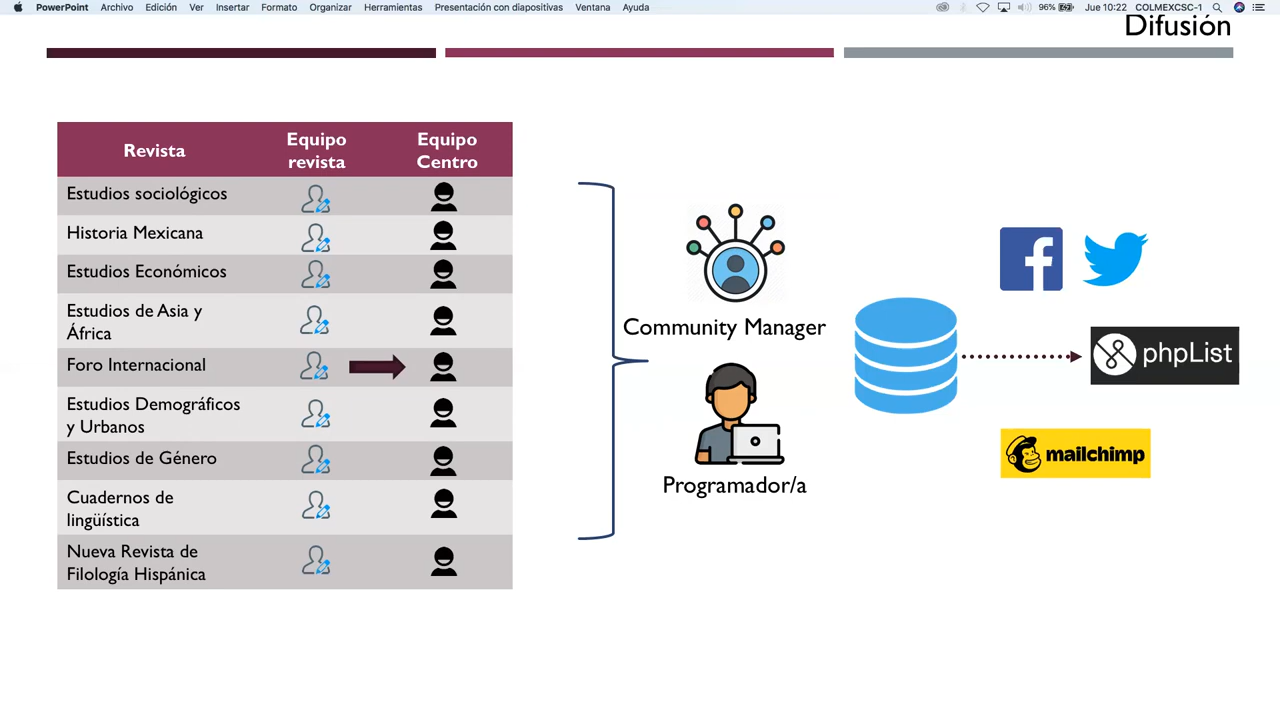 PowerPoint Archivo Edición Ver Insertar Formato Organizar Herramientas Presentación con diapositivas Ventana Ayuda 96% Jue 10:22 COLMEXCSC-1
Difusión
Revista
Equipo
revista
Equipo
Centro
Estudios sociológicos
Historia Mexicana
Estudios Económicos
Estudios de Asia y
África
Foro Internacional
Estudios Demográficos
y Urbanos
Estudios de Género
Cuadernos de
lingüística
Nueva Revista de
Filología Hispánica
Community Manager
Programador/a
phpList
mailchimp